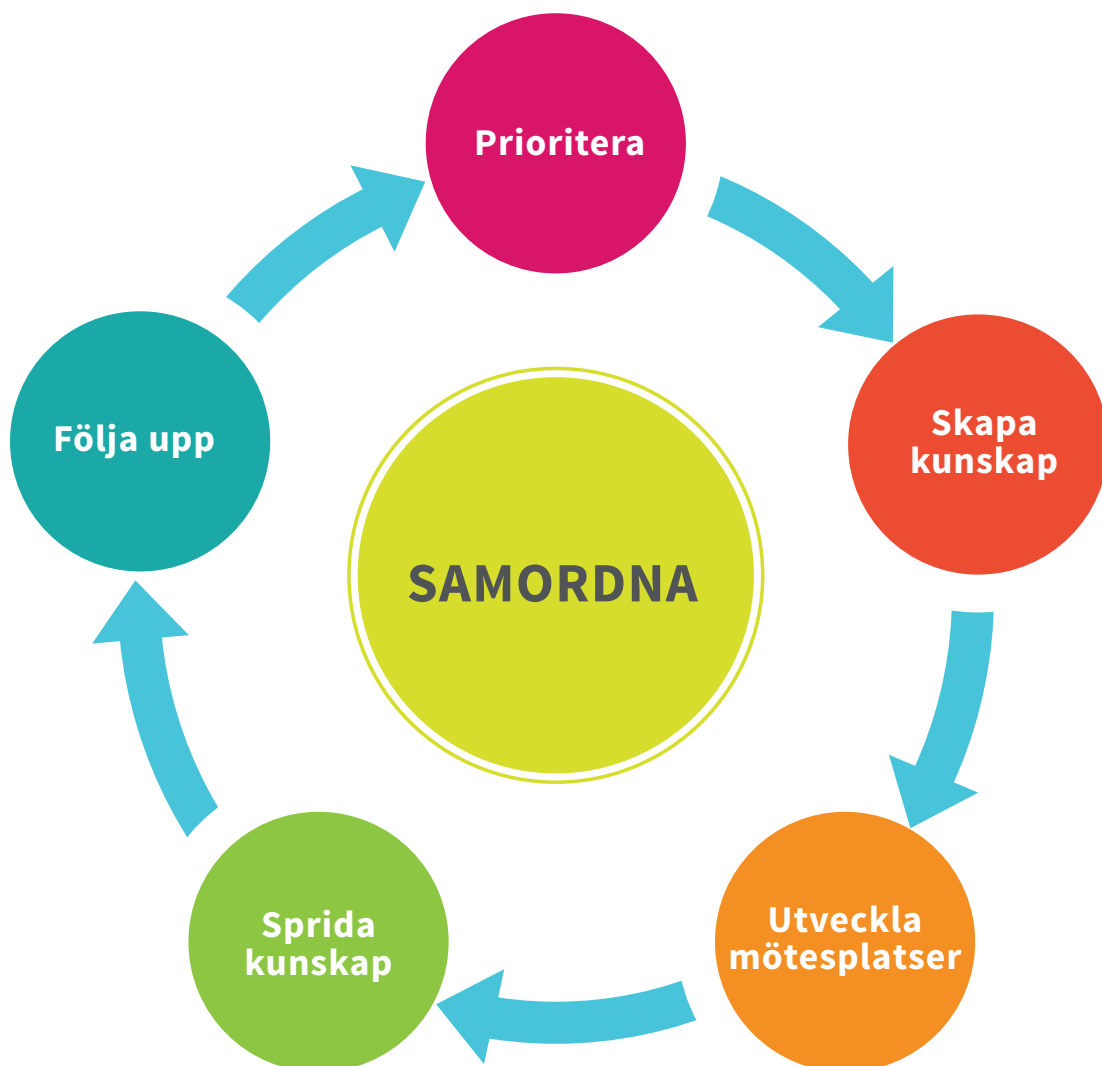 Prioritera
Skapa
kunskap
Följa upp
SAMORDNA
Utveckla
mötesplatser
Sprida
kunskap